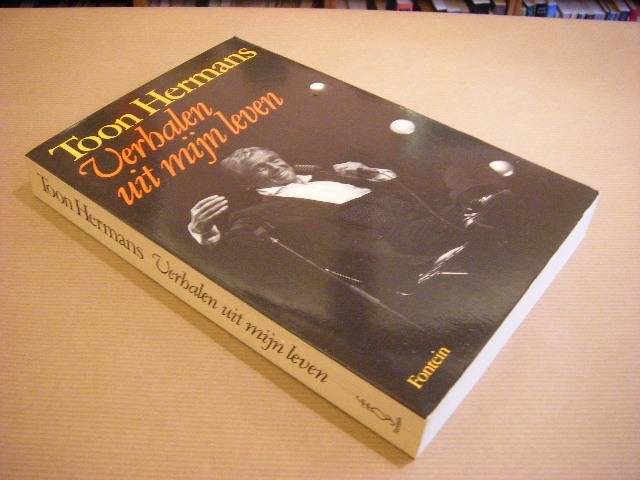 Toon Hermans
Verhalen
uit mijn leven
Fontein
Toon Hermans Verhalen uit mijn leven